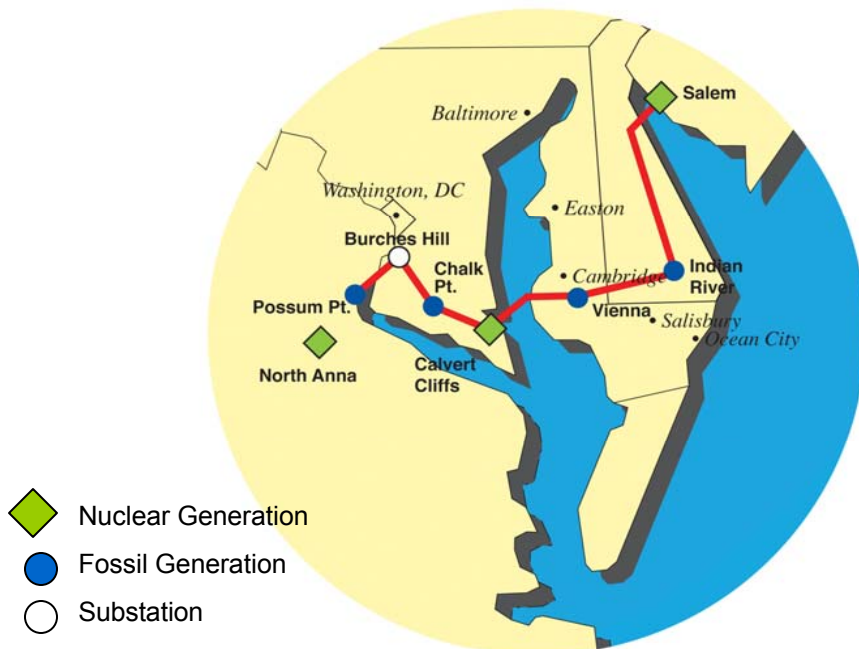 Salem
Baltimore
Washington, DC
Easton
Burches Hill
Chalk
Pt.
Cambridge
Indian
River
Possum Pt.
Vienna
Salisbury
Ocean City
North Anna
Calvert
Cliffs
Nuclear Generation
Fossil Generation
Substation